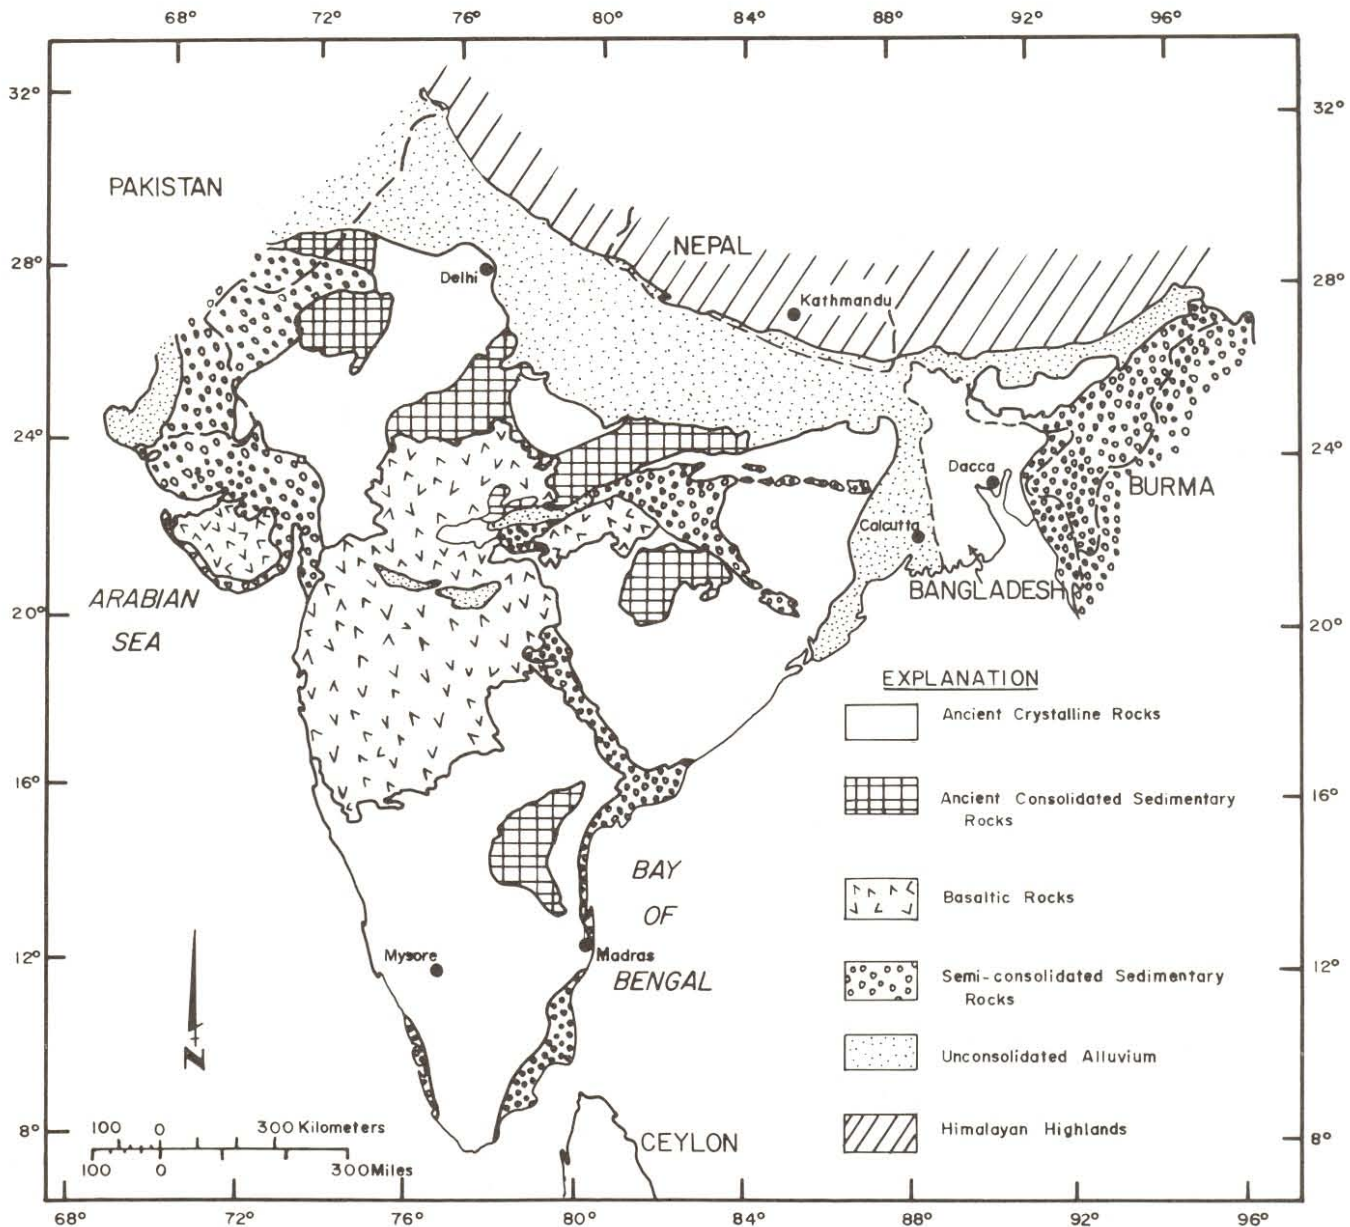 68° 72° 76° 80° 84° 88° 92° 96°
32° 32°
PAKISTAN
NEPAL
28° 28°
Delhi
Kathmandu
24° 24°
Dacca
BURMA
Calcutta
BANGLADESH
ARABIAN
SEA
20° 20°
EXPLANATION
Ancient Crystalline Rocks
16° 16°
Ancient Consolidated Sedimentary
Rocks
BAY
OF
BENGAL
Basaltic Rocks
12° 12°
Mysore
Madras
Semi-consolidated Sedimentary
Rocks
N
Unconsolidated Alluvium
Himalayan Highlands
8° 8°
100 0 300 Kilometers
100 0 300 Miles
CEYLON
68° 72° 76° 80° 84° 88° 92° 96°